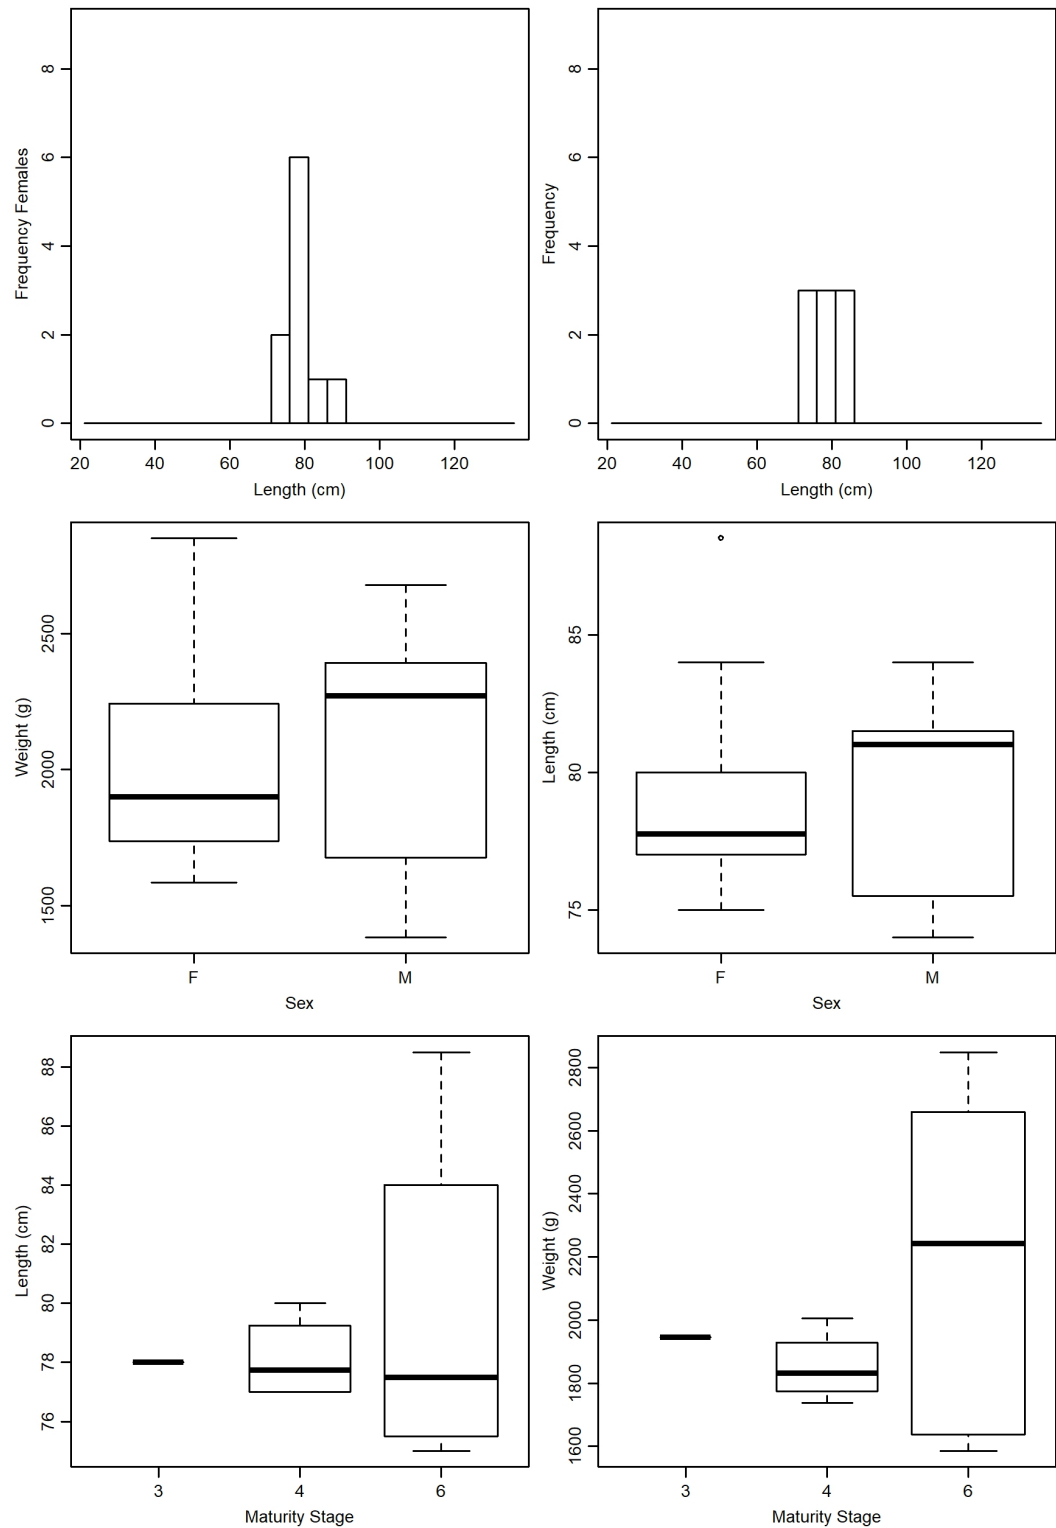 Frequency Females
8
6
4
2
0
20 40 60 80 100 120
Length (cm)
Frequency
8
6
4
2
0
20 40 60 80 100 120
Length (cm)
Weight (g)
2500
2000
1500
F M
Sex
Length (cm)
85
80
75
F M
Sex
Length (cm)
88
86
84
82
80
78
76
3 4 6
Maturity Stage
Weight (g)
2800
2600
2400
2200
2000
1800
1600
3 4 6
Maturity Stage